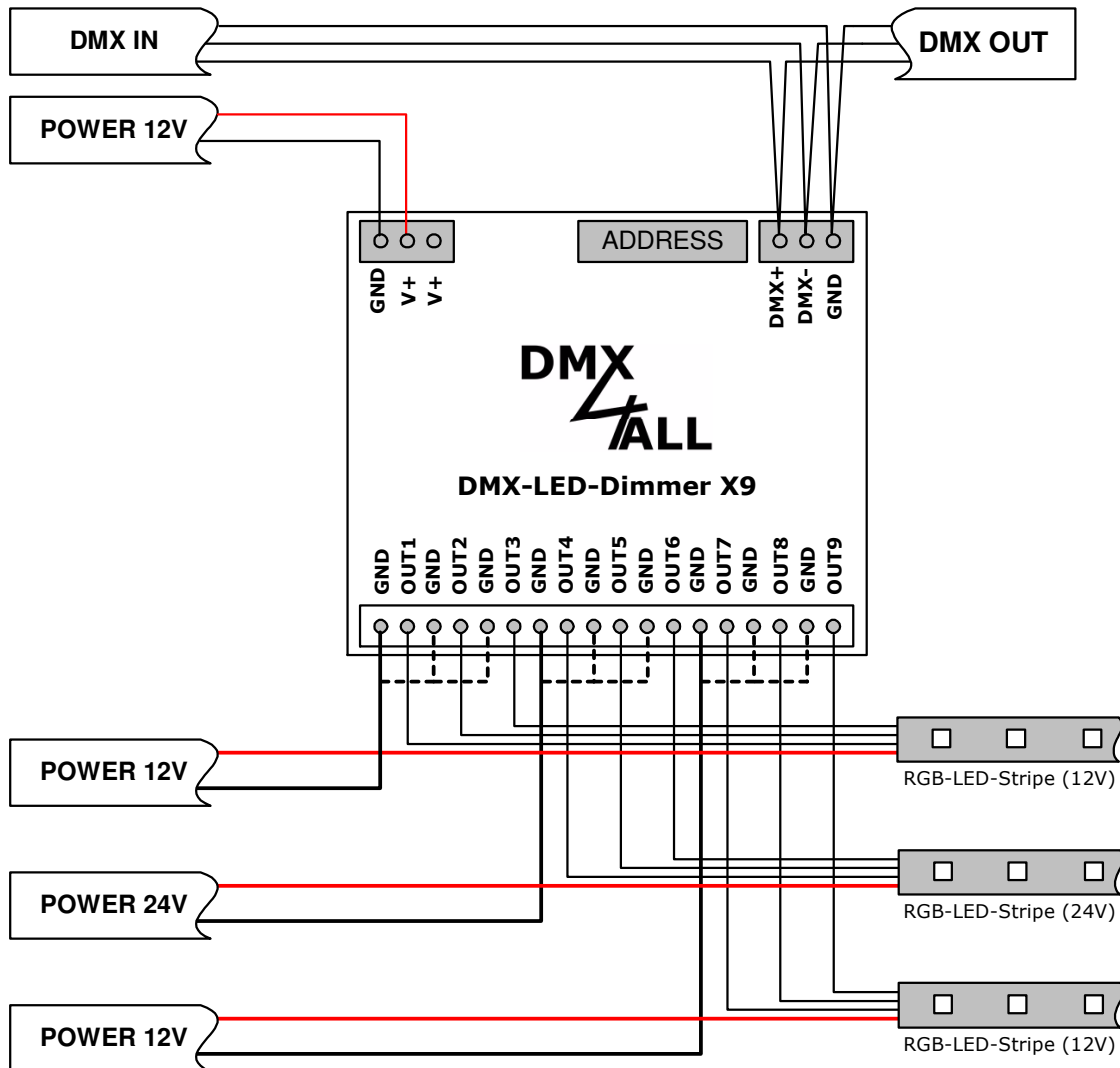 DMX IN
DMX OUT
POWER 12V
ADDRESS
GND
V+
V+
DMX+
DMX-
GND
DMX
4ALL
DMX-LED-Dimmer X9
GND
OUT1
GND
OUT2
GND
OUT3
GND
OUT4
GND
OUT5
GND
OUT6
GND
OUT7
GND
OUT8
GND
OUT9
POWER 12V
RGB-LED-Stripe (12V)
POWER 24V
RGB-LED-Stripe (24V)
POWER 12V
RGB-LED-Stripe (12V)